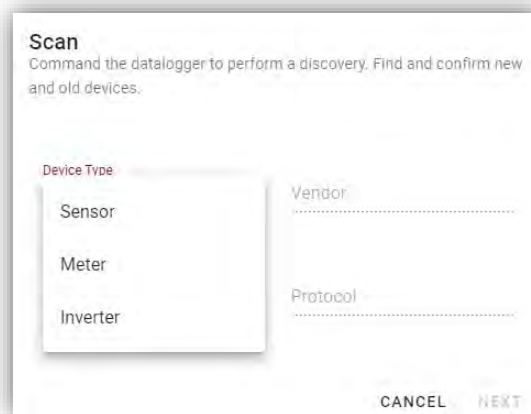 Scan
Command the datalogger to perform a discovery. Find and confirm new
and old devices.
Device Type
Sensor
Vendor
Meter
Protocol
Inverter
CANCEL NEXT